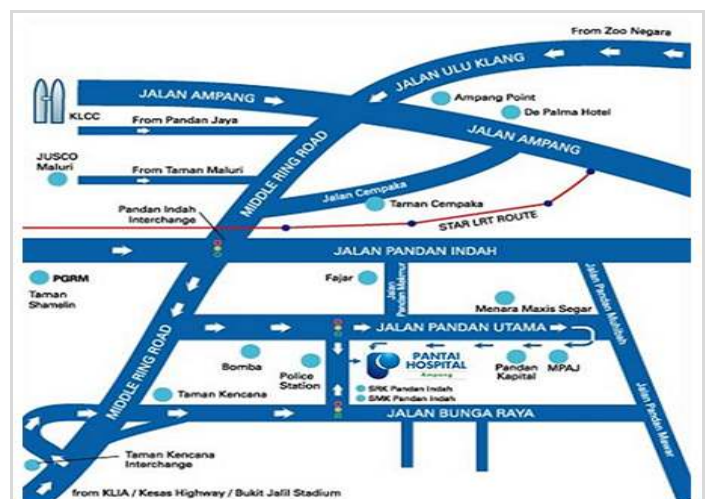 From Zoo Negara
JALAN ULU KLANG
JALAN AMPANG
Ampang Point
De Palma Hotel
KLCC
From Pandan Jaya
JALAN AMPANG
JUSCO
Maluri
From Taman Maluri
MIDDLE RING ROAD
Jalan Cempaka
Taman Cempaka
Pandan Indah
Interchange
STAR LRT ROUTE
JALAN PANDAN INDAH
PGRM
Taman
Shamelin
Fajar
Jalan
Pandan Makmur
Jalan Pandan Muhibah
Menara Maxis Segar
MIDDLE RING ROAD
JALAN PANDAN UTAMA
Bomba
Police
Station
PANTAI
HOSPITAL
Ampang
Pandan
Kapital
MPAJ
SRK Pandan Indah
SMK Pandan Indah
Taman Kencana
JALAN BUNGA RAYA
Jalan Pandan Mawar
Taman Kencana
Interchange
from KLIA / Kesas Highway / Bukit Jalil Stadium